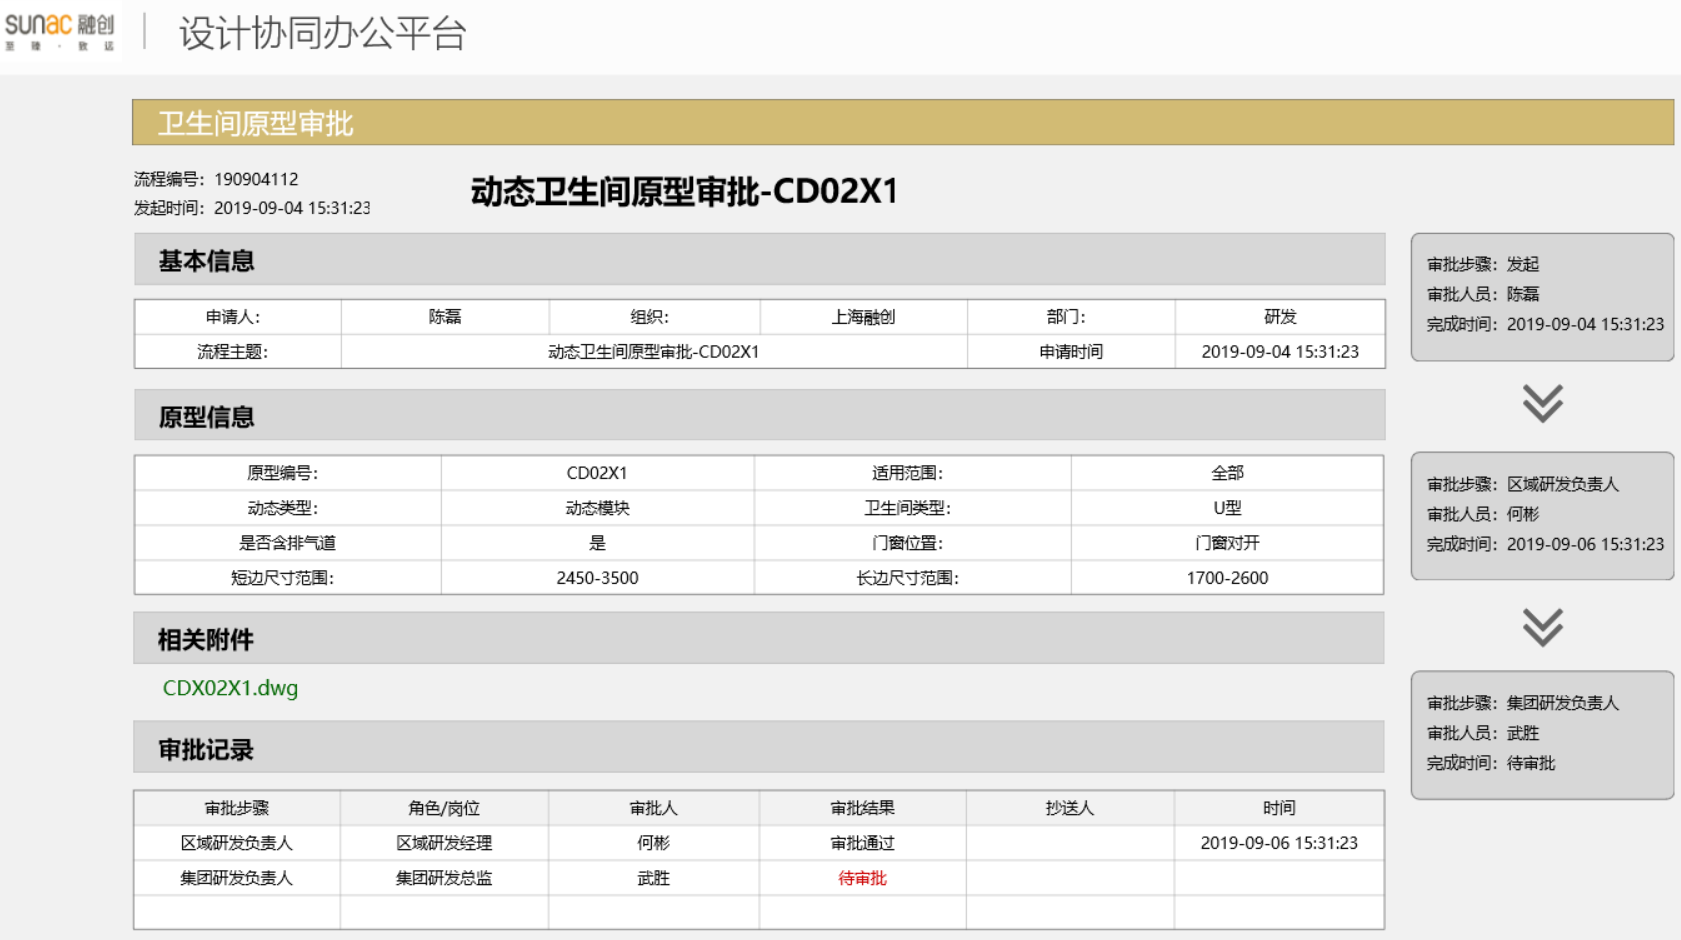 sunac 融创
至臻·致远
设计协同办公平台
卫生间原型审批
流程编号：190904112
发起时间：2019-09-04 15:31:23
动态卫生间原型审批-CD02X1
基本信息
申请人： 陈磊 组织： 上海融创 部门： 研发
流程主题： 动态卫生间原型审批-CD02X1 申请时间 2019-09-04 15:31:23
原型信息
原型编号： CD02X1 适用范围： 全部
动态类型： 动态模块 卫生间类型： U型
是否含排气道 是 门窗位置： 门窗对开
短边尺寸范围： 2450-3500 长边尺寸范围： 1700-2600
相关附件
CDX02X1.dwg
审批记录
审批步骤 角色/岗位 审批人 审批结果 抄送人 时间
区域研发负责人 区域研发经理 何彬 审批通过 2019-09-06 15:31:23
集团研发负责人 集团研发总监 武胜 待审批
审批步骤：发起
审批人员：陈磊
完成时间：2019-09-04 15:31:23
审批步骤：区域研发负责人
审批人员：何彬
完成时间：2019-09-06 15:31:23
审批步骤：集团研发负责人
审批人员：武胜
完成时间：待审批